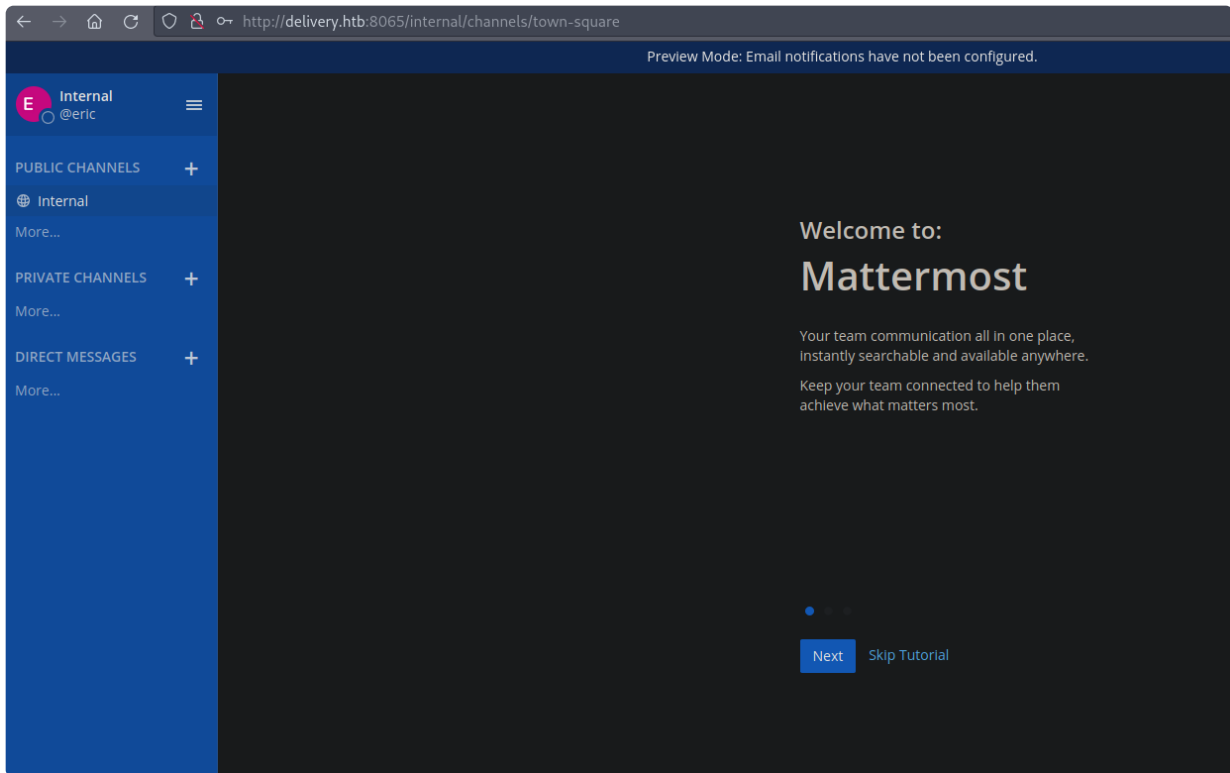 http://delivery.htb:8065/internal/channels/town-square
Preview Mode: Email notifications have not been configured.
E
Internal
@eric
PUBLIC CHANNELS +
Internal
More...
PRIVATE CHANNELS +
More...
DIRECT MESSAGES +
More...
Welcome to:
Mattermost
Your team communication all in one place,
instantly searchable and available anywhere.
Keep your team connected to help them
achieve what matters most.
Next Skip Tutorial